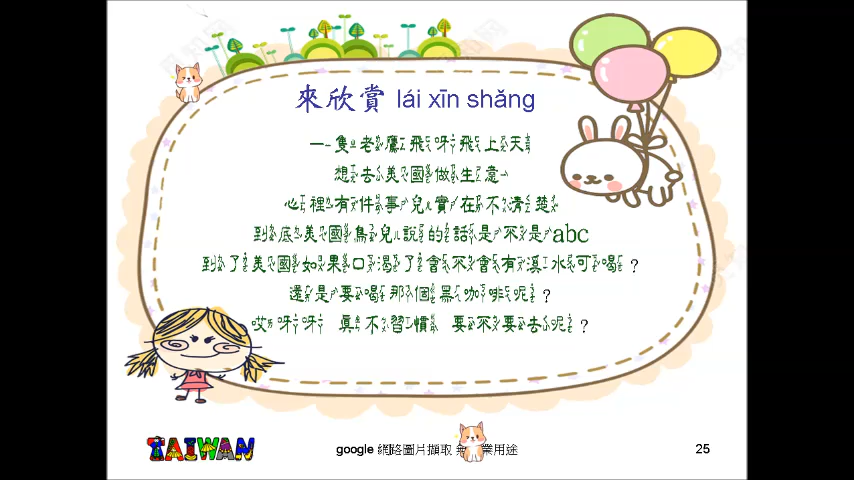 來欣賞 lái xīn shǎng
一隻老鷹飛呀飛上天
想去美國做生意
心裡有件事兒實在不清楚
到底美國鳥兒說的話是不是abc
到了美國如果口渴了會不會有溪水可喝？
還是要喝那個黑咖啡呢？
哎呀呀 真不習慣 要不要去呢？
TAIWAN
google 網路圖片擷取 業用途
25